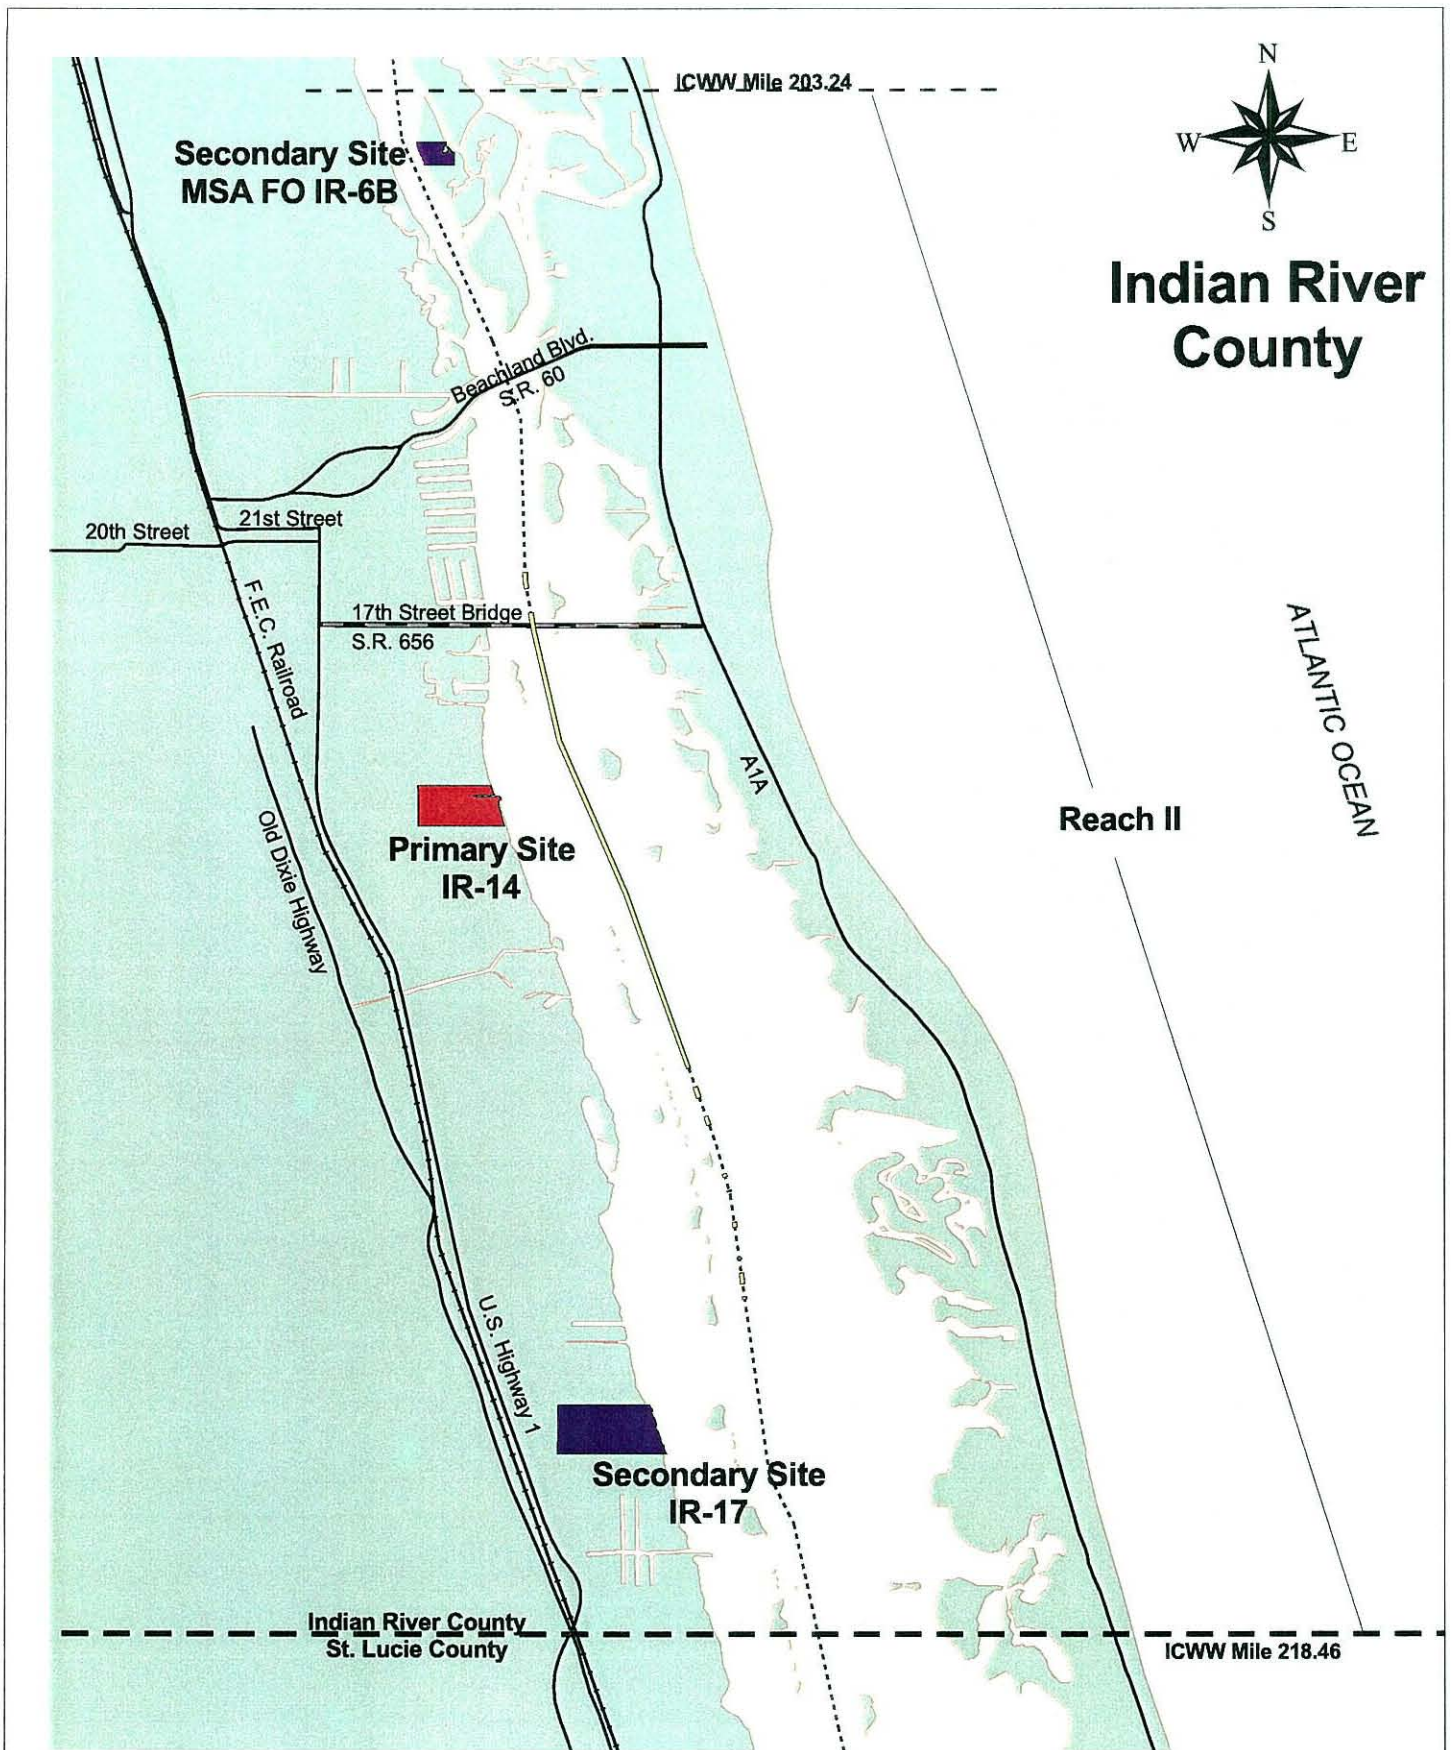 ICWW Mile 203.24
N
W
E
S
Secondary Site
MSA FO IR-6B
Indian River
County
Beachland Blvd.
S.R. 60
21st Street
20th Street
F.E.C. Railroad
17th Street Bridge
S.R. 656
ATLANTIC OCEAN
A1A
Reach II
Primary Site
IR-14
Old Dixie Highway
U.S. Highway 1
Secondary Site
IR-17
Indian River County
St. Lucie County
ICWW Mile 218.46